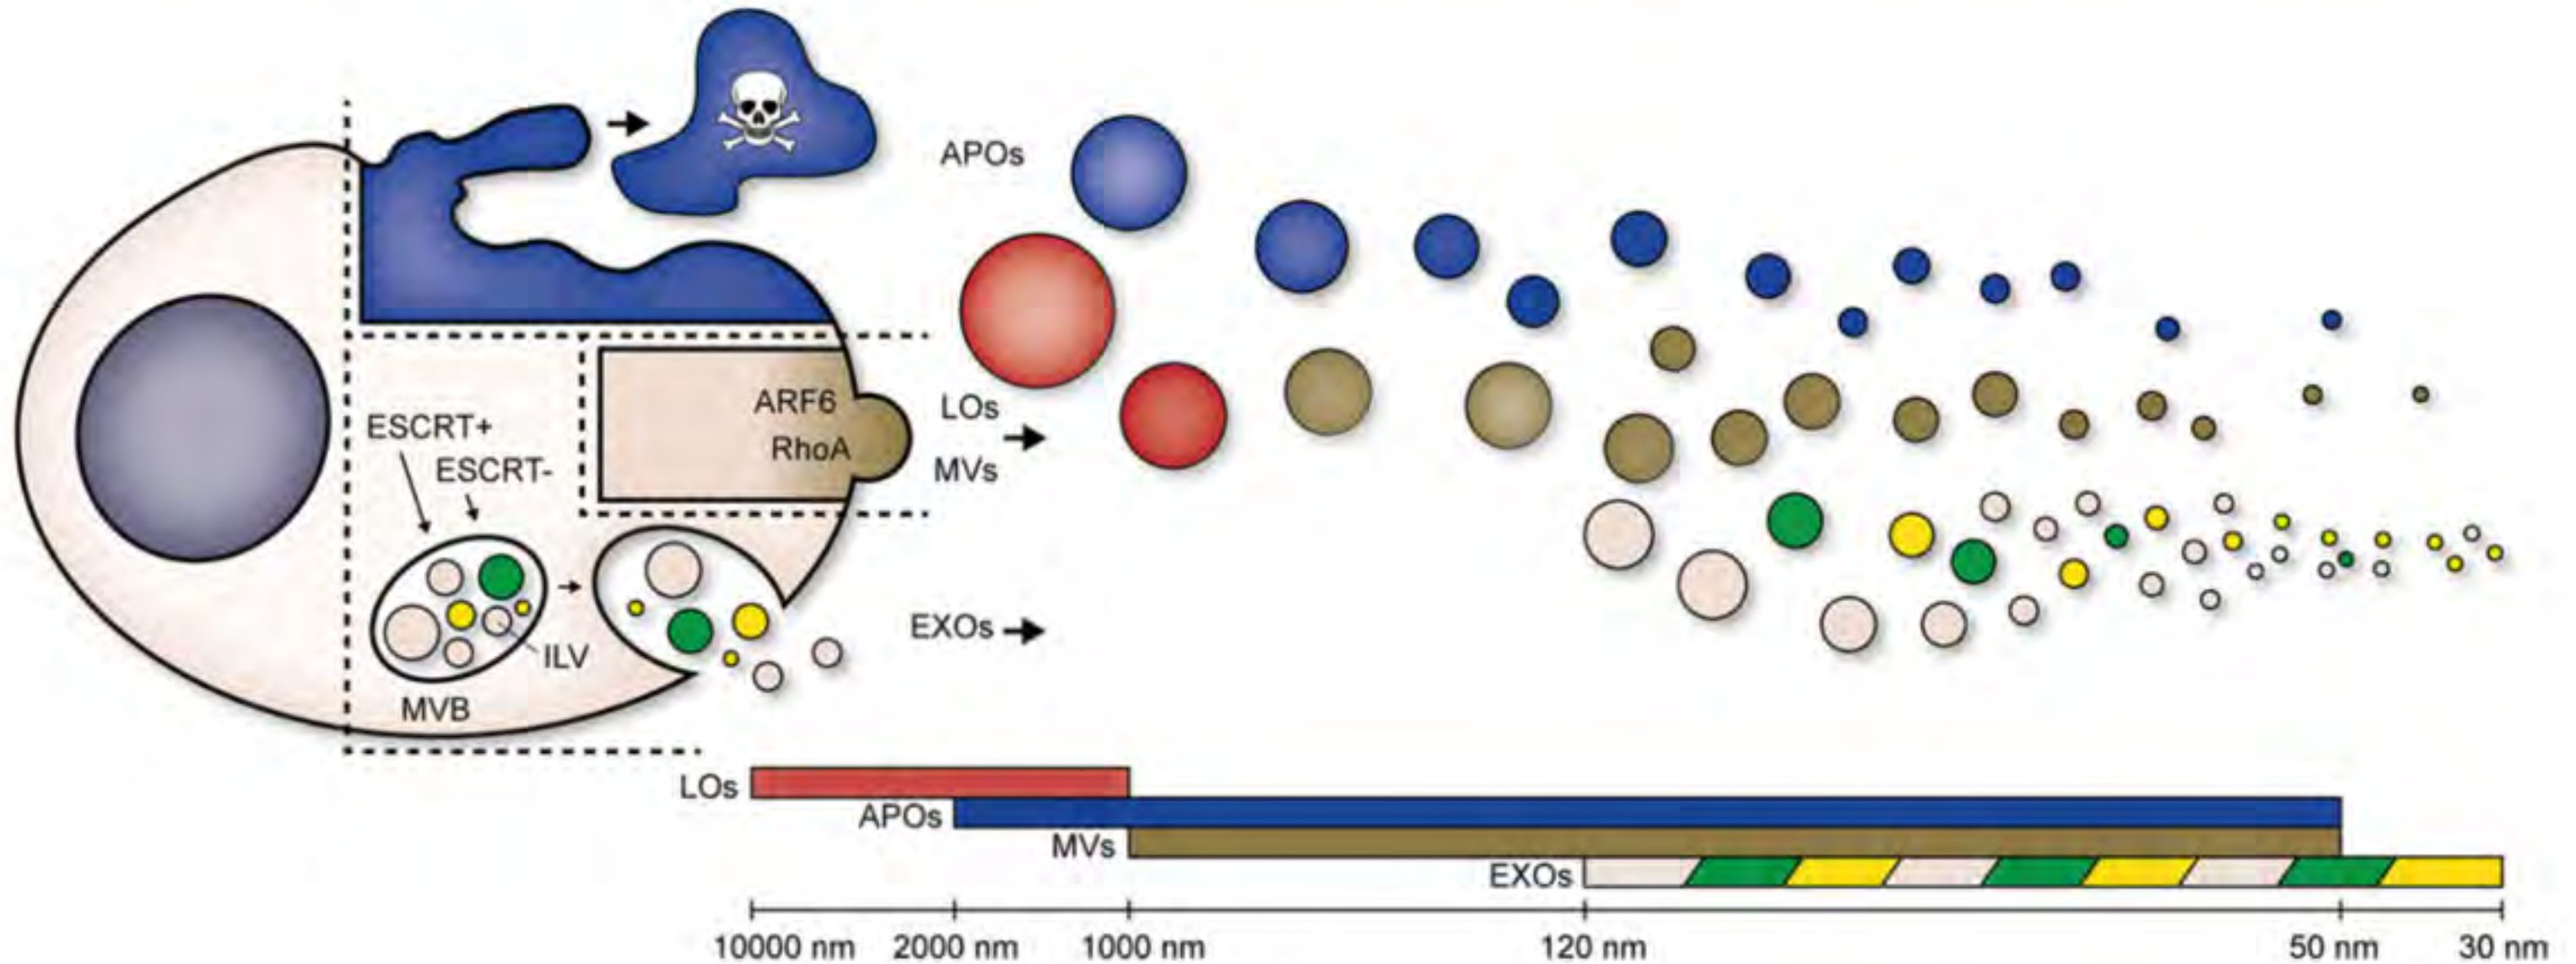 APOs
ARF6
RhoA
LOs
MVs
ESCRT+
ESCRT-
ILV
MVB
EXOs
LOs
APOs
MVs
EXOs
10000 nm 2000 nm 1000 nm 120 nm 50 nm 30 nm